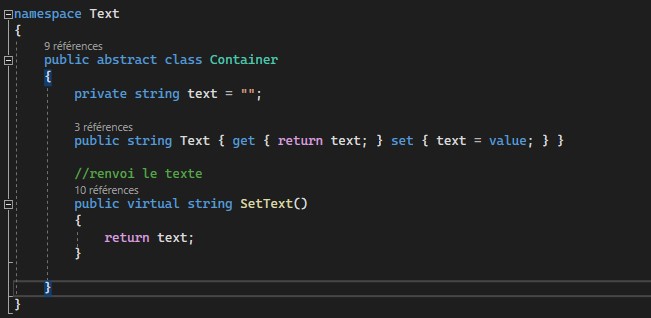 namespace Text
{
9 références
public abstract class Container
{
private string text = "";
3 références
public string Text { get { return text; } set { text = value; } }
//renvoi le texte
10 références
public virtual string SetText()
{
return text;
}
}
}